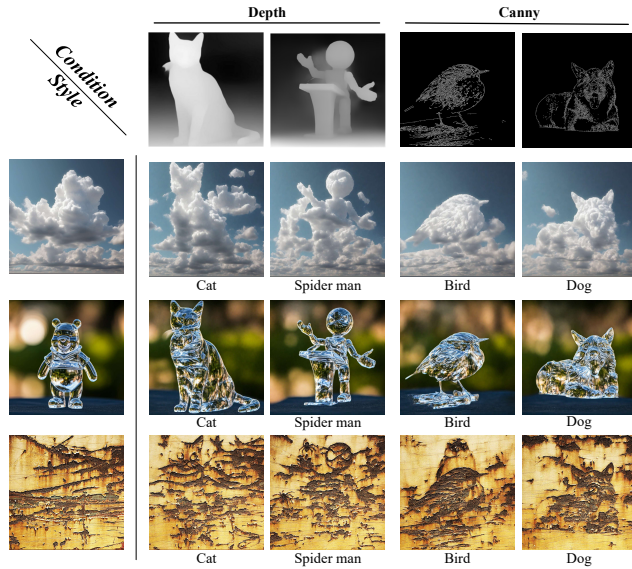 Depth
Canny
Condition
Style
Cat
Spider man
Bird
Dog
Cat
Spider man
Bird
Dog
Cat
Spider man
Bird
Dog